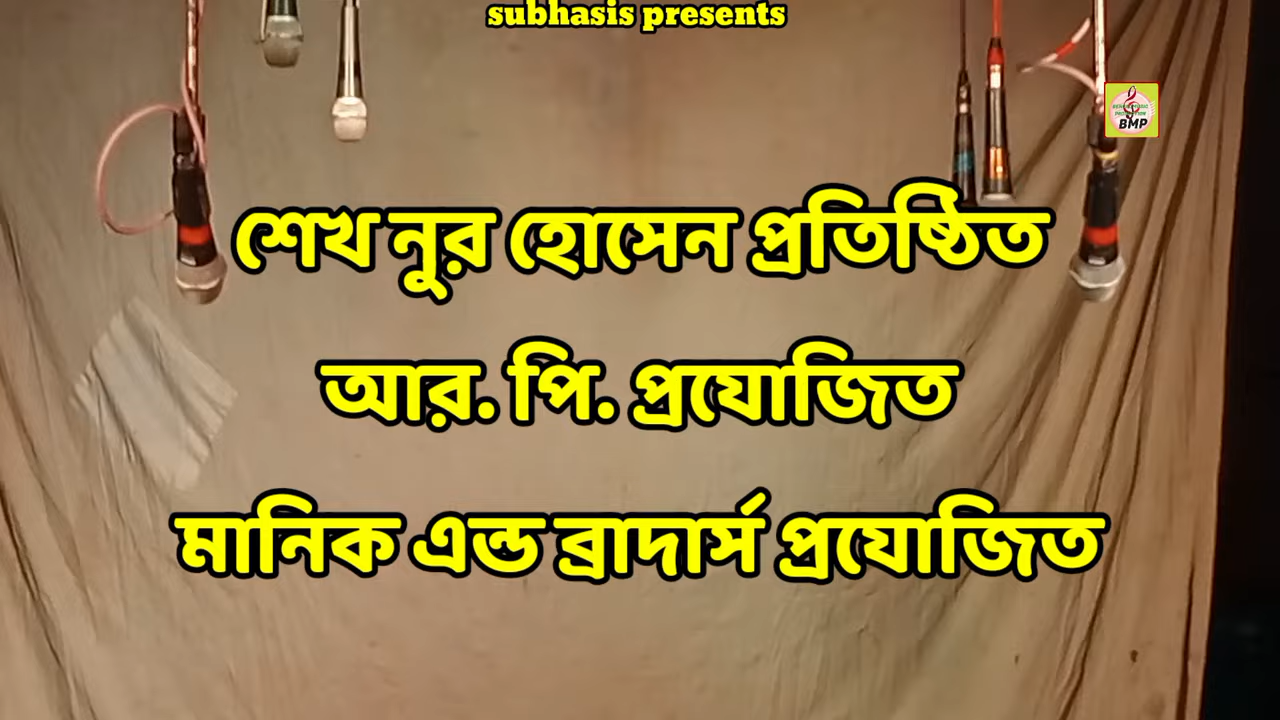 subhasis presents
BMP
শেখ নুর হোসেন প্রতিষ্ঠিত
আর. পি. প্রযোজিত
মানিক এন্ড ব্রাদার্স প্রযোজিত